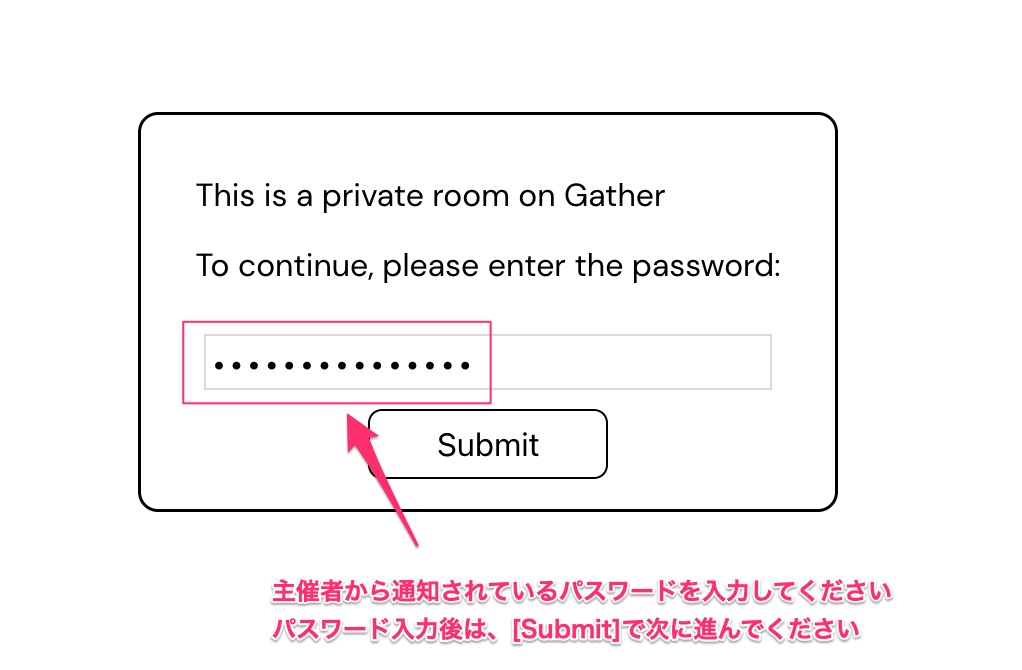 This is a private room on Gather
To continue, please enter the password:
•••••••••••••••
Submit
主催者から通知されているパスワードを入力してください
パスワード入力後は、[Submit]で次に進んでください